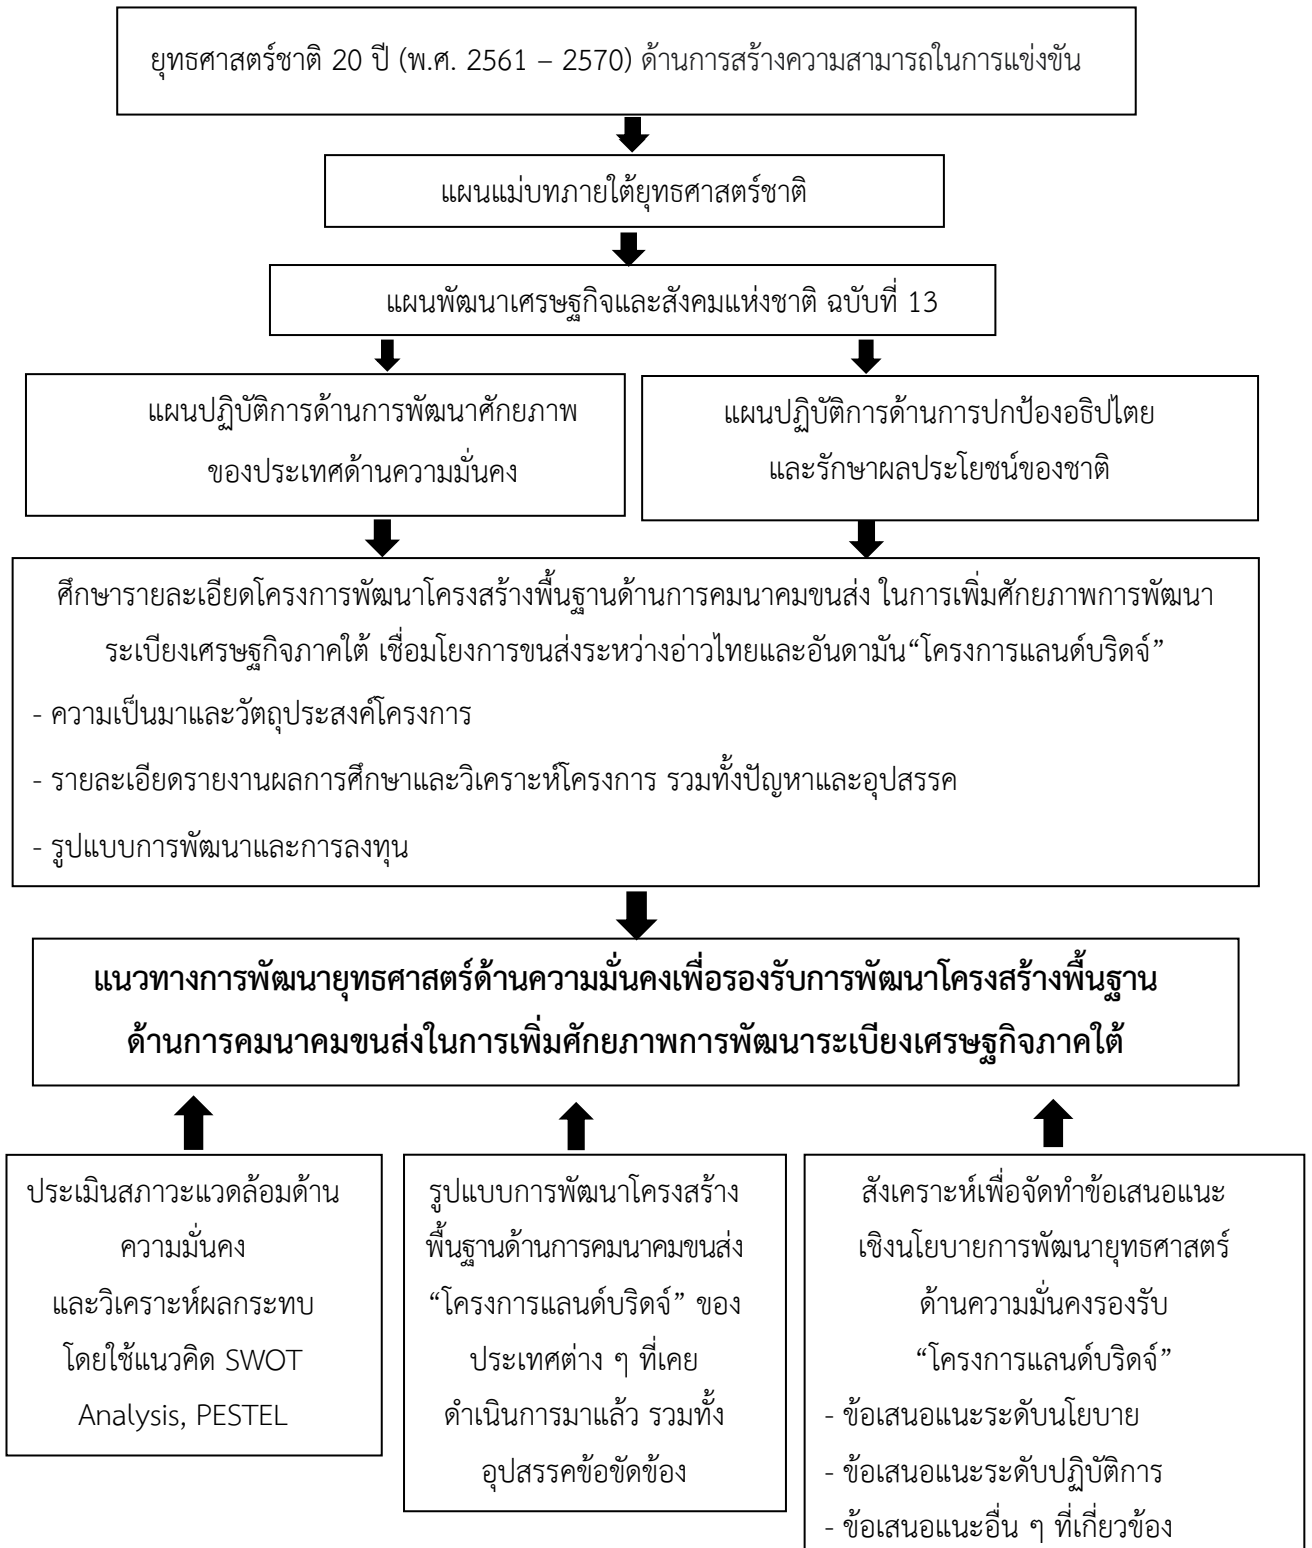 ยุทธศาสตร์ชาติ 20 ปี (พ.ศ. 2561 – 2570) ด้านการสร้างความสามารถในการแข่งขัน
แผนแม่บทภายใต้ยุทธศาสตร์ชาติ
แผนพัฒนาเศรษฐกิจและสังคมแห่งชาติ ฉบับที่ 13
แผนปฏิบัติการด้านการพัฒนาศักยภาพ
ของประเทศด้านความมั่นคง
แผนปฏิบัติการด้านการปกป้องอธิปไตย
และรักษาผลประโยชน์ของชาติ
ศึกษารายละเอียดโครงการพัฒนาโครงสร้างพื้นฐานด้านการคมนาคมขนส่ง ในการเพิ่มศักยภาพการพัฒนา
ระเบียงเศรษฐกิจภาคใต้ เชื่อมโยงการขนส่งระหว่างอ่าวไทยและอันดามัน“โครงการแลนด์บริดจ์”
- ความเป็นมาและวัตถุประสงค์โครงการ
- รายละเอียดรายงานผลการศึกษาและวิเคราะห์โครงการ รวมทั้งปัญหาและอุปสรรค
- รูปแบบการพัฒนาและการลงทุน
แนวทางการพัฒนายุทธศาสตร์ด้านความมั่นคงเพื่อรองรับการพัฒนาโครงสร้างพื้นฐาน
ด้านการคมนาคมขนส่งในการเพิ่มศักยภาพการพัฒนาระเบียงเศรษฐกิจภาคใต้
ประเมินสภาวะแวดล้อมด้าน
ความมั่นคง
และวิเคราะห์ผลกระทบ
โดยใช้แนวคิด SWOT
Analysis, PESTEL
รูปแบบการพัฒนาโครงสร้าง
พื้นฐานด้านการคมนาคมขนส่ง
“โครงการแลนด์บริดจ์” ของ
ประเทศต่าง ๆ ที่เคย
ดำเนินการมาแล้ว รวมทั้ง
อุปสรรคข้อขัดข้อง
สังเคราะห์เพื่อจัดทำข้อเสนอแนะ
เชิงนโยบายการพัฒนายุทธศาสตร์
ด้านความมั่นคงรองรับ
“โครงการแลนด์บริดจ์”
- ข้อเสนอแนะระดับนโยบาย
- ข้อเสนอแนะระดับปฏิบัติการ
- ข้อเสนอแนะอื่น ๆ ที่เกี่ยวข้อง